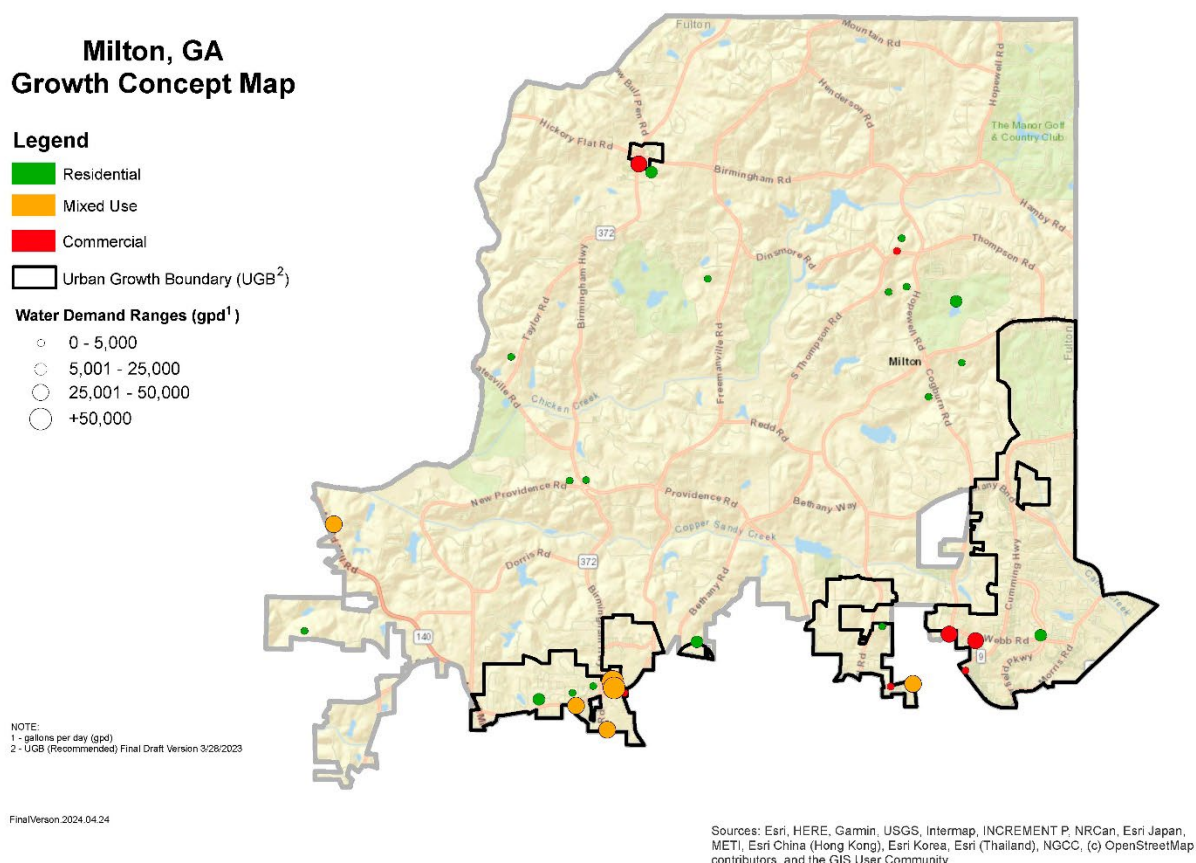 Milton, GA
Growth Concept Map
Legend
Residential
Mixed Use
Commercial
Urban Growth Boundary (UGB²)
Water Demand Ranges (gpd¹)
0 - 5,000
5,001 - 25,000
25,001 - 50,000
+50,000
Fulton
Mountain Rd
Hopewell Rd
Bull Pen Rd
Henderson Rd
Hickory Flat Rd
The Manor Golf
& Country Club
Birmingham Rd
Hamby Rd
372
Thompson Rd
Dinsmore Rd
Birmingham Hwy
Taylor Rd
Freemanville Rd
S Thompson Rd
Hopewell Rd
Fulton
Milton
Chicken Creek
Cogburn Rd
Redd Rd
New Providence Rd
Providence Rd
Bethany Way
Copper Sandy Creek
Cumming Hwy
Dorris Rd
372
Bethany Rd
140
Webb Rd
9
Morris Rd
NOTE:
1 - gallons per day (gpd)
2 - UGB (Recommended) Final Draft Version 3/28/2023
FinalVerson.2024.04.24
Sources: Esri, HERE, Garmin, USGS, Intermap, INCREMENT P, NRCan, Esri Japan,
METI, Esri China (Hong Kong), Esri Korea, Esri (Thailand), NGCC, (c) OpenStreetMap
contributors, and the GIS User Community